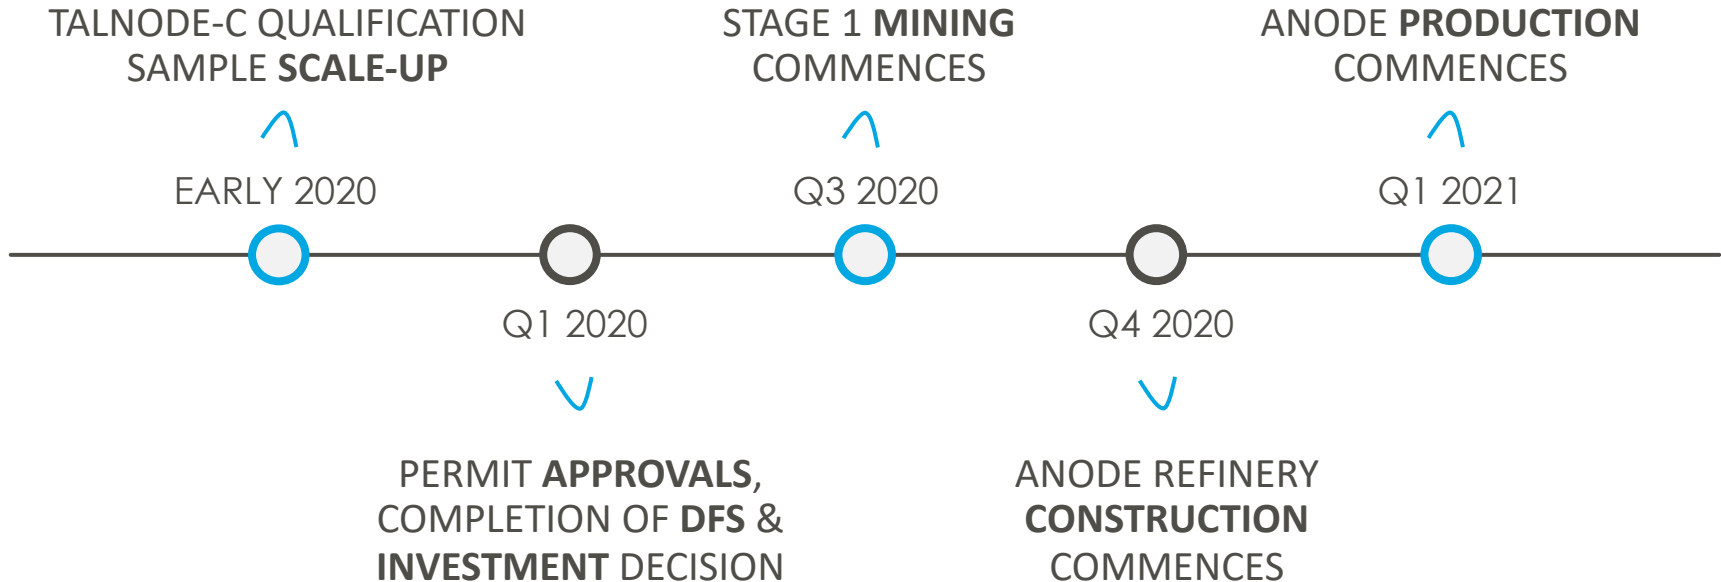 TALNODE-C QUALIFICATION
SAMPLE SCALE-UP
EARLY 2020
Q1 2020
PERMIT APPROVALS,
COMPLETION OF DFS &
INVESTMENT DECISION
STAGE 1 MINING
COMMENCES
Q3 2020
Q4 2020
ANODE REFINERY
CONSTRUCTION
COMMENCES
ANODE PRODUCTION
COMMENCES
Q1 2021